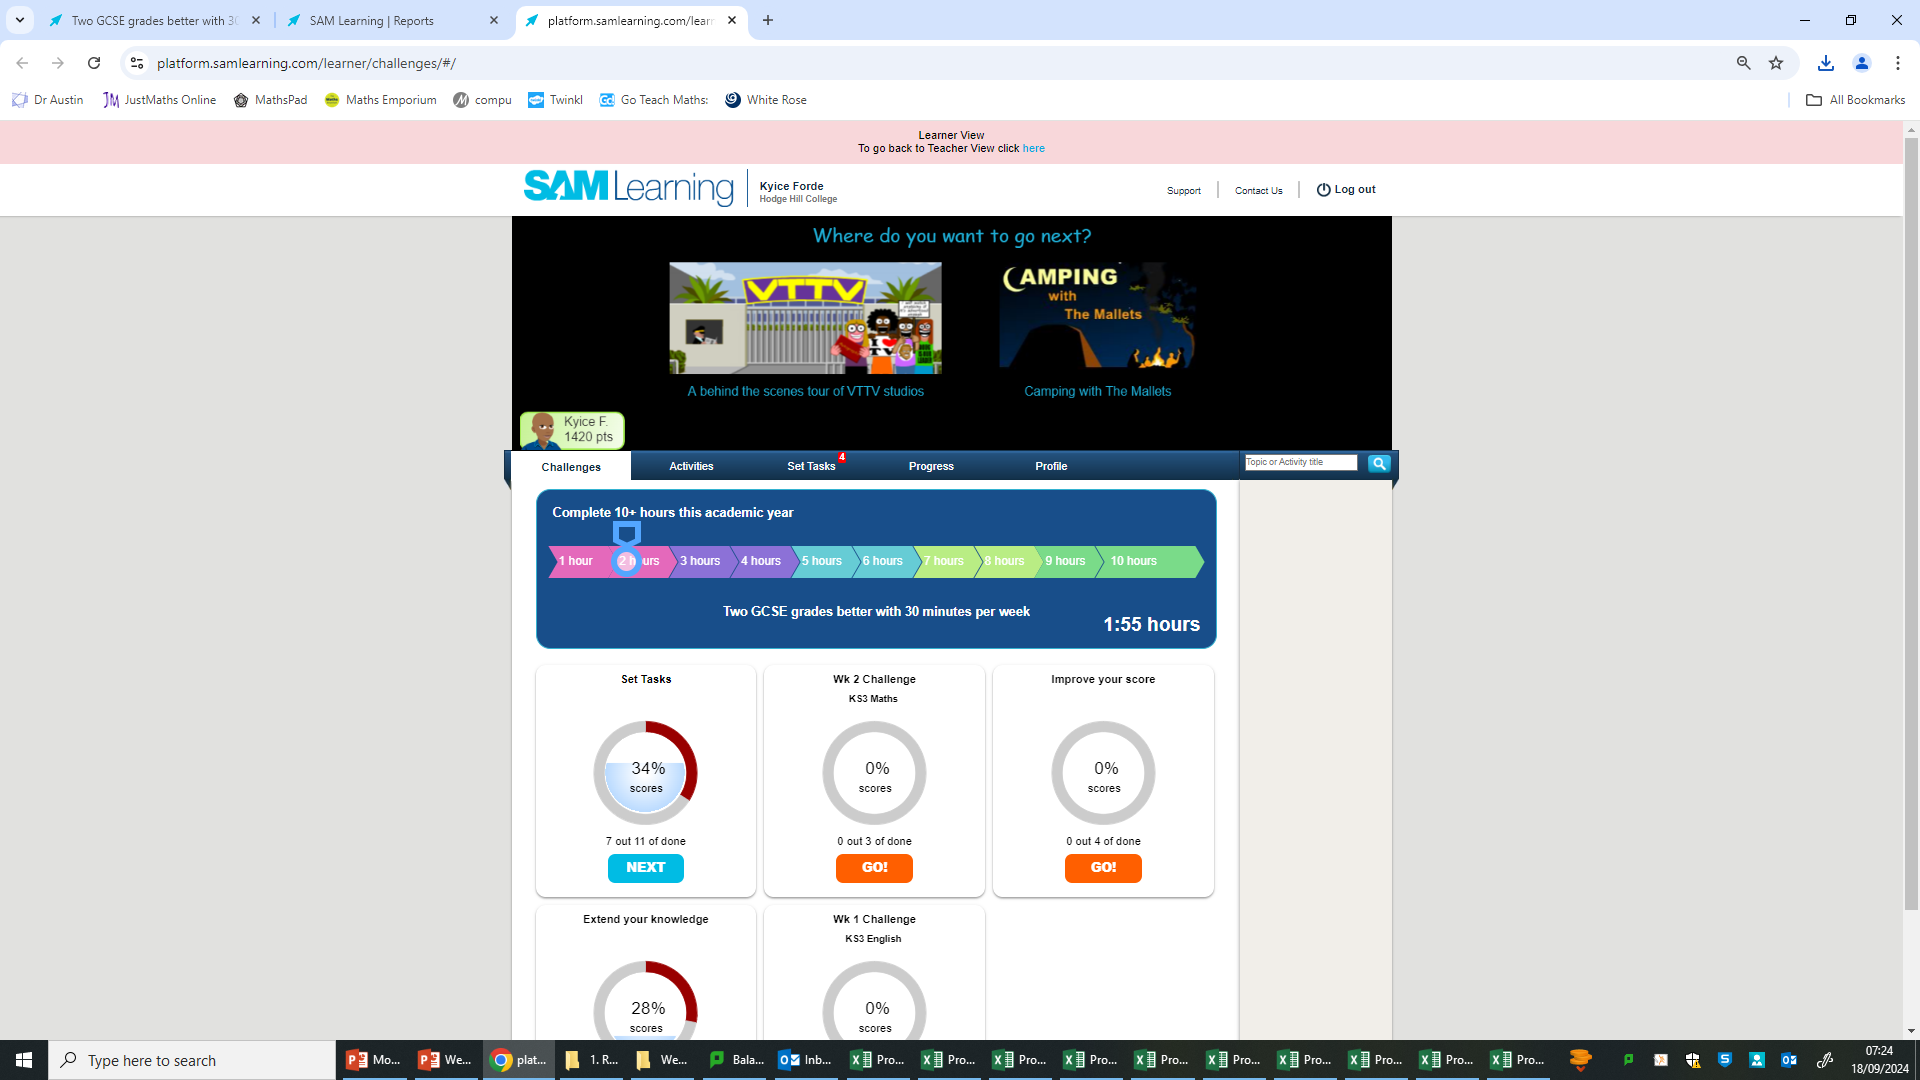 Two GCSE grades better with 30
SAM Learning | Reports
platform.samlearning.com/lear
platform.samlearning.com/learner/challenges/#/
Dr Austin
JustMaths Online
MathsPad
Maths Emporium
compu
Twinkl
Go Teach Maths:
White Rose
All Bookmarks
Learner View
To go back to Teacher View click here
SAM Learning
Kyice Forde
Hodge Hill College
Support
Contact Us
Log out
Where do you want to go next?
VTTV
I ♥ TV
CAMPING
with
The Mallets
A behind the scenes tour of VTTV studios
Camping with The Mallets
Kyice F.
1420 pts
Challenges
Activities
Set Tasks
4
Progress
Profile
Topic or Activity title
Complete 10+ hours this academic year
1 hour
2 hours
3 hours
4 hours
5 hours
6 hours
7 hours
8 hours
9 hours
10 hours
Two GCSE grades better with 30 minutes per week
1:55 hours
Set Tasks
34%
scores
7 out 11 of done
NEXT
Wk 2 Challenge
KS3 Maths
0%
scores
0 out 3 of done
GO!
Improve your score
0%
scores
0 out 4 of done
GO!
Extend your knowledge
28%
scores
Wk 1 Challenge
KS3 English
0%
scores
Type here to search
Mo...
We...
plat...
1. R...
We...
Bala...
Inb...
Pro...
Pro...
Pro...
Pro...
Pro...
Pro...
Pro...
Pro...
Pro...
Pro...
07:24
18/09/2024